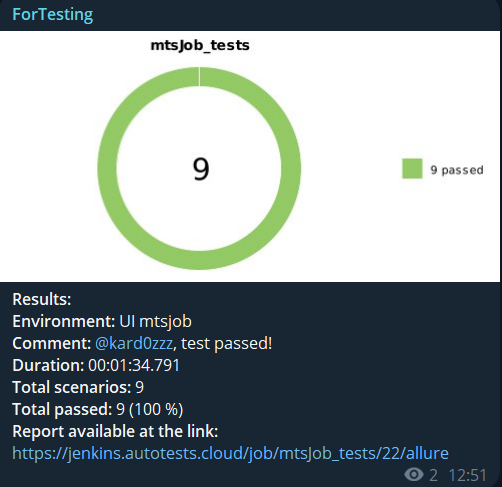 ForTesting
mtsJob_tests
9
9 passed
Results:
Environment: UI mtsjob
Comment: @kard0zzz, test passed!
Duration: 00:01:34.791
Total scenarios: 9
Total passed: 9 (100 %)
Report available at the link:
https://jenkins.autotests.cloud/job/mtsJob_tests/22/allure
2 12:51